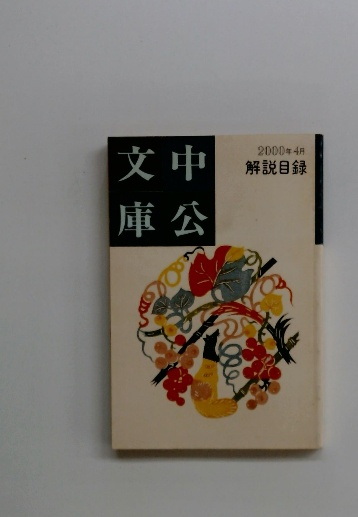 中公
文庫
2000年4月
解説目録